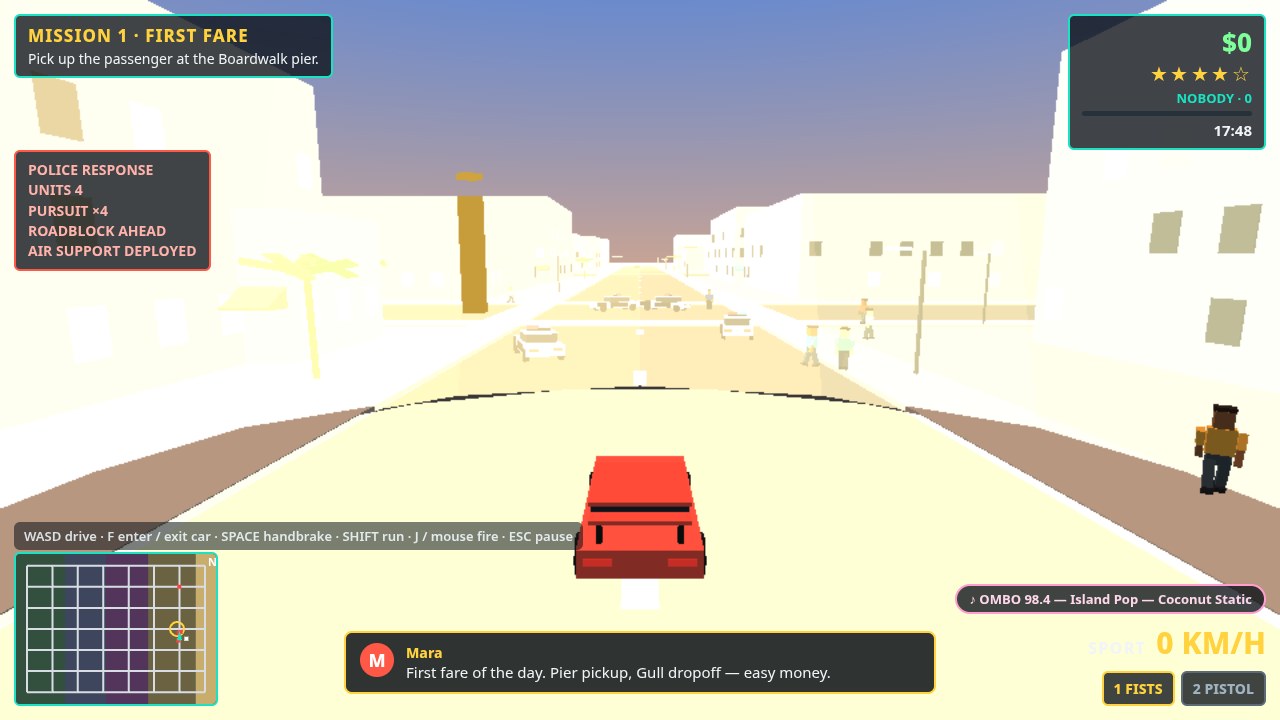 MISSION 1 · FIRST FARE
Pick up the passenger at the Boardwalk pier.
$0
★★★★☆
NOBODY · 0
17:48
POLICE RESPONSE
UNITS 4
PURSUIT ×4
ROADBLOCK AHEAD
AIR SUPPORT DEPLOYED
WASD drive · F enter / exit car · SPACE handbrake · SHIFT run · J / mouse fire · ESC pause
N
♪ OMBO 98.4 — Island Pop — Coconut Static
M
Mara
First fare of the day. Pier pickup, Gull dropoff — easy money.
SPORT 0 KM/H
1 FISTS
2 PISTOL